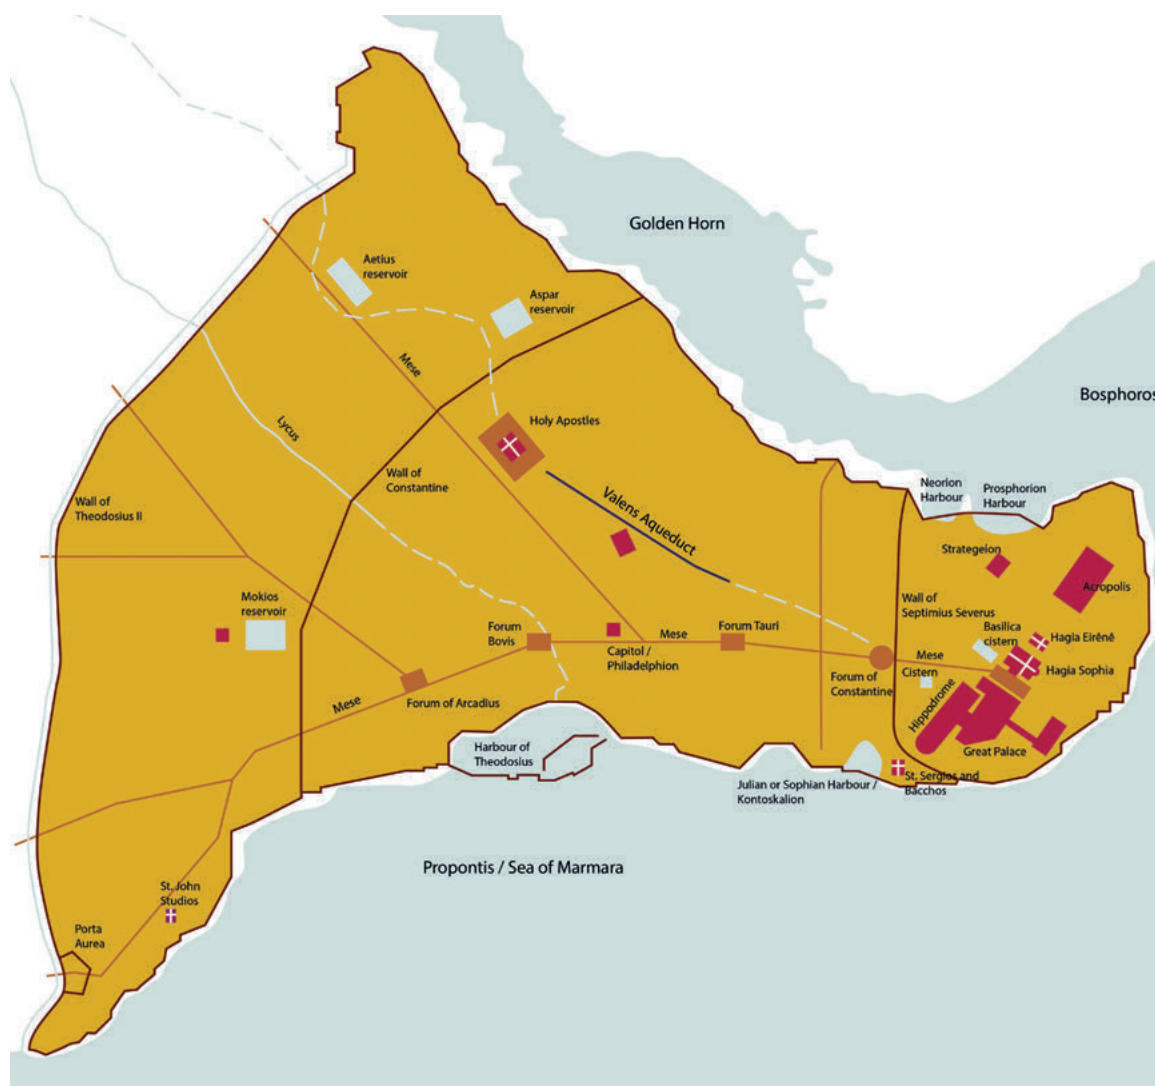 Golden Horn
Aetius
reservoir
Aspar
reservoir
Bosphoros
Mese
Holy Apostles
Lycus
Wall of
Constantine
Wall of
Theodosius II
Valens Aqueduct
Neorion
Harbour
Prosphorion
Harbour
Strategeion
Acropolis
Mokios
reservoir
Wall of
Septimius Severus
Forum
Bovis
Mese
Forum Tauri
Basilica
cistern
Hagia Eirênê
Capitol /
Philadelphion
Mese
Hagia Sophia
Cistern
Forum of
Constantine
Mese
Forum of Arcadius
Hippodrome
Great Palace
Harbour of
Theodosius
Julian or Sophian Harbour /
Kontoskalion
St. Sergios and
Bacchos
Propontis / Sea of Marmara
St. John
Studios
Porta
Aurea